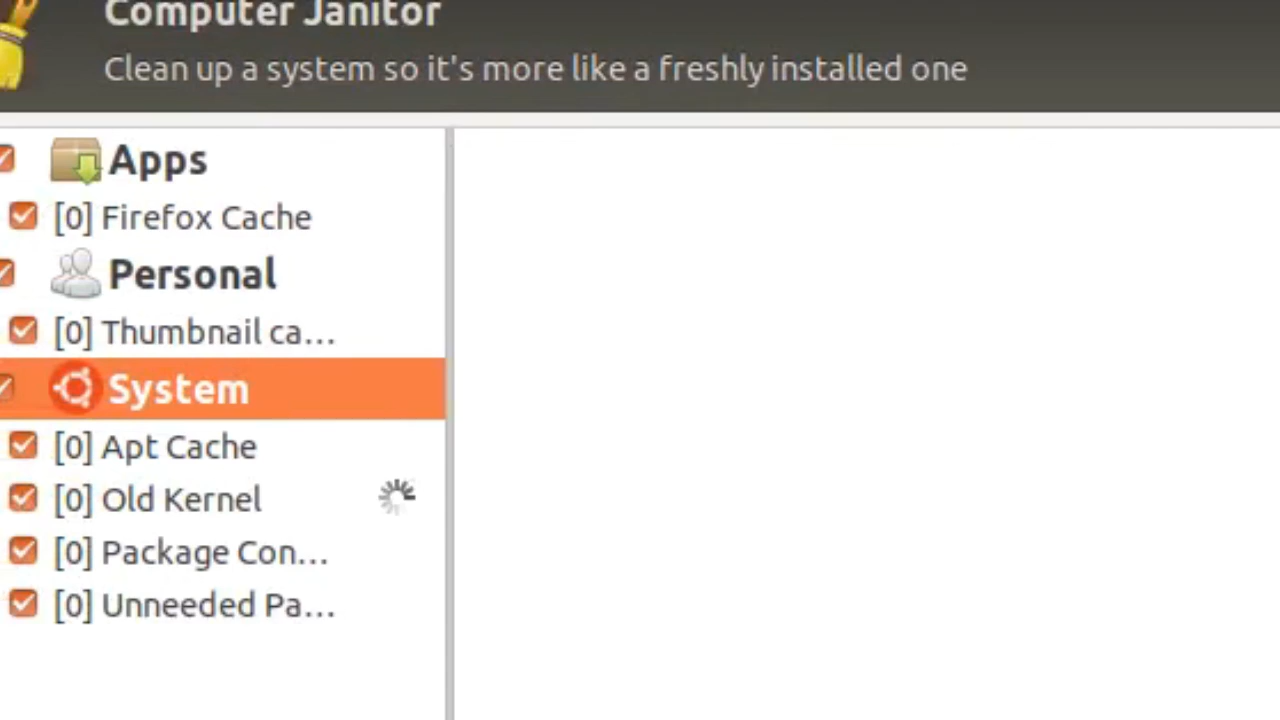 Computer Janitor
Clean up a system so it's more like a freshly installed one
Apps
[0] Firefox Cache
Personal
[0] Thumbnail ca...
System
[0] Apt Cache
[0] Old Kernel
[0] Package Con...
[0] Unneeded Pa...